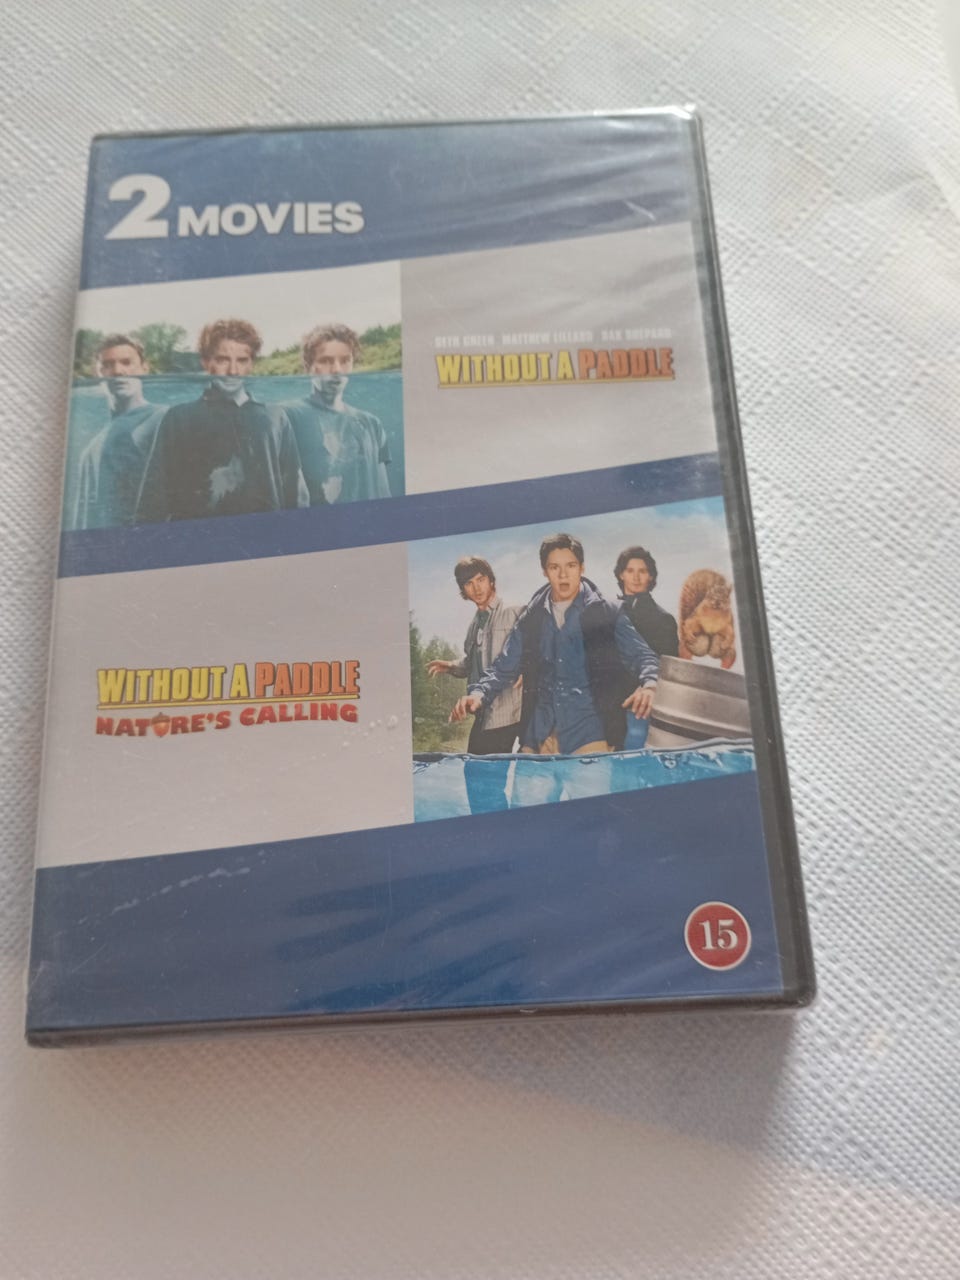 2 MOVIES
SETH GREEN MATTHEW LILLARD DAX SHEPARD
WITHOUT A PADDLE
WITHOUT A PADDLE
NATURE'S CALLING
15